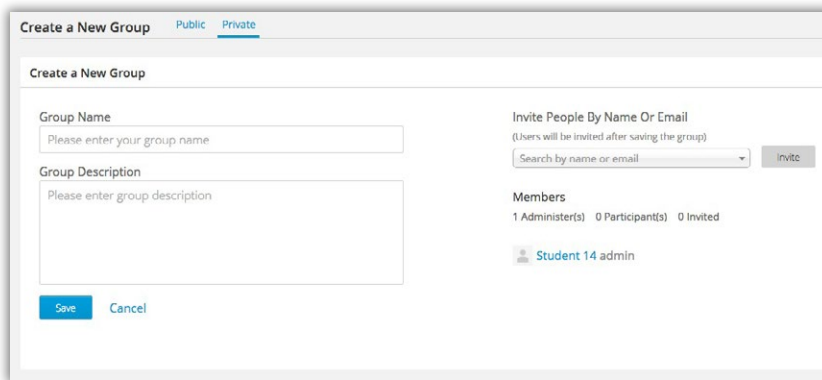 Create a New Group Public Private
Create a New Group
Group Name
Please enter your group name
Group Description
Please enter group description
Save Cancel
Invite People By Name Or Email
(Users will be invited after saving the group)
Search by name or email Invite
Members
1 Administer(s) 0 Participant(s) 0 Invited
Student 14 admin